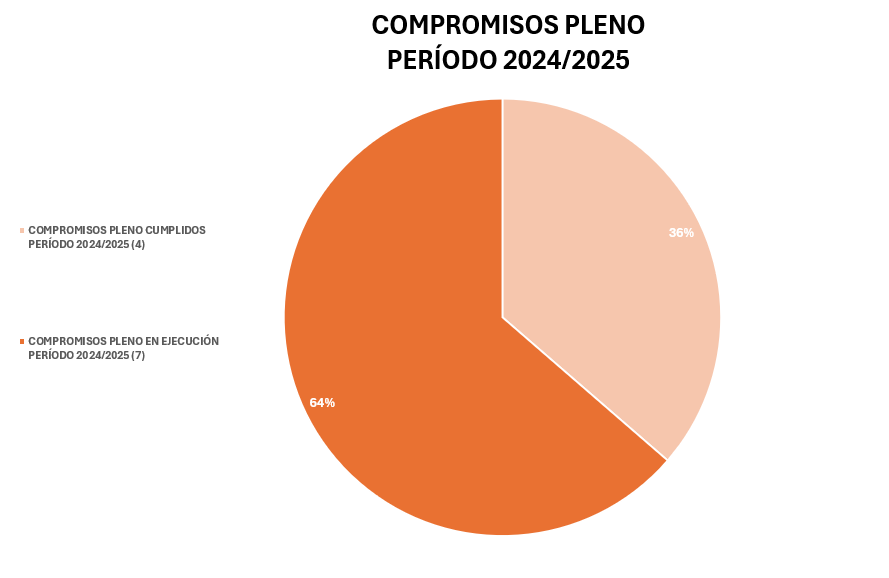 COMPROMISOS PLENO
PERÍODO 2024/2025
COMPROMISOS PLENO CUMPLIDOS
PERÍODO 2024/2025 (4)
COMPROMISOS PLENO EN EJECUCIÓN
PERÍODO 2024/2025 (7)
36%
64%